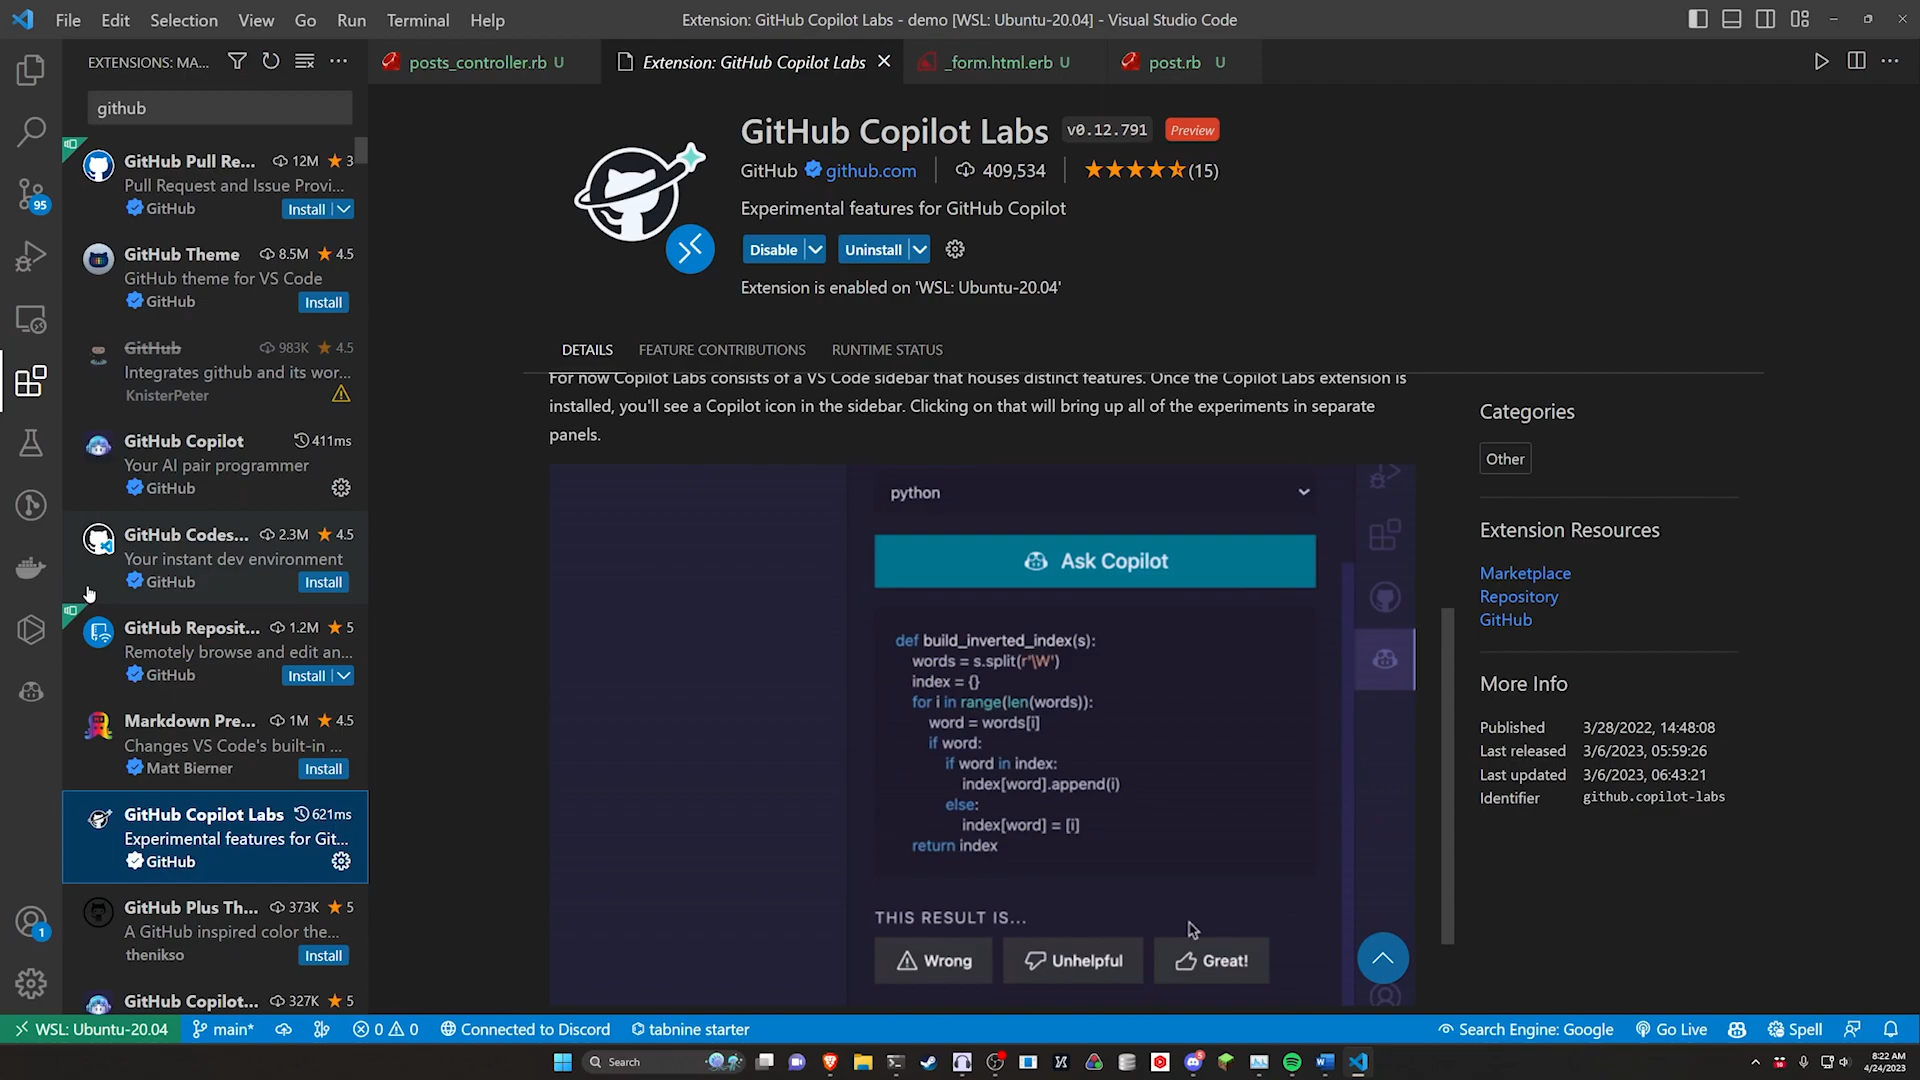 File Edit Selection View Go Run Terminal Help
Extension: GitHub Copilot Labs - demo [WSL: Ubuntu-20.04] - Visual Studio Code
EXTENSIONS: MA...
posts_controller.rb U
Extension: GitHub Copilot Labs
_form.html.erb U
post.rb U
github
GitHub Pull Re... 12M 3
Pull Request and Issue Provi...
GitHub Install
GitHub Theme 8.5M 4.5
GitHub theme for VS Code
GitHub Install
GitHub 983K 4.5
Integrates github and its wor...
KnisterPeter
GitHub Copilot 411ms
Your AI pair programmer
GitHub
GitHub Codes... 2.3M 4.5
Your instant dev environment
GitHub Install
GitHub Reposit... 1.2M 5
Remotely browse and edit an...
GitHub Install
Markdown Pre... 1M 4.5
Changes VS Code's built-in ...
Matt Bierner Install
GitHub Copilot Labs 621ms
Experimental features for Git...
GitHub
GitHub Plus Th... 373K 5
A GitHub inspired color the...
thenikso Install
GitHub Copilot... 327K 5
95
1
GitHub Copilot Labs v0.12.791 Preview
GitHub github.com 409,534 (15)
Experimental features for GitHub Copilot
Disable Uninstall
Extension is enabled on 'WSL: Ubuntu-20.04'
DETAILS FEATURE CONTRIBUTIONS RUNTIME STATUS
For now Copilot Labs consists of a VS Code sidebar that houses distinct features. Once the Copilot Labs extension is
installed, you'll see a Copilot icon in the sidebar. Clicking on that will bring up all of the experiments in separate
panels.
python
Ask Copilot
def build_inverted_index(s):
words = s.split(r'\W')
index = {}
for i in range(len(words)):
word = words[i]
if word:
if word in index:
index[word].append(i)
else:
index[word] = [i]
return index
THIS RESULT IS...
Wrong Unhelpful Great!
Categories
Other
Extension Resources
Marketplace
Repository
GitHub
More Info
Published 3/28/2022, 14:48:08
Last released 3/6/2023, 05:59:26
Last updated 3/6/2023, 06:43:21
Identifier github.copilot-labs
WSL: Ubuntu-20.04 main* 0 0 Connected to Discord tabnine starter
Search Engine: Google Go Live Spell
Search
8:22 AM
4/24/2023